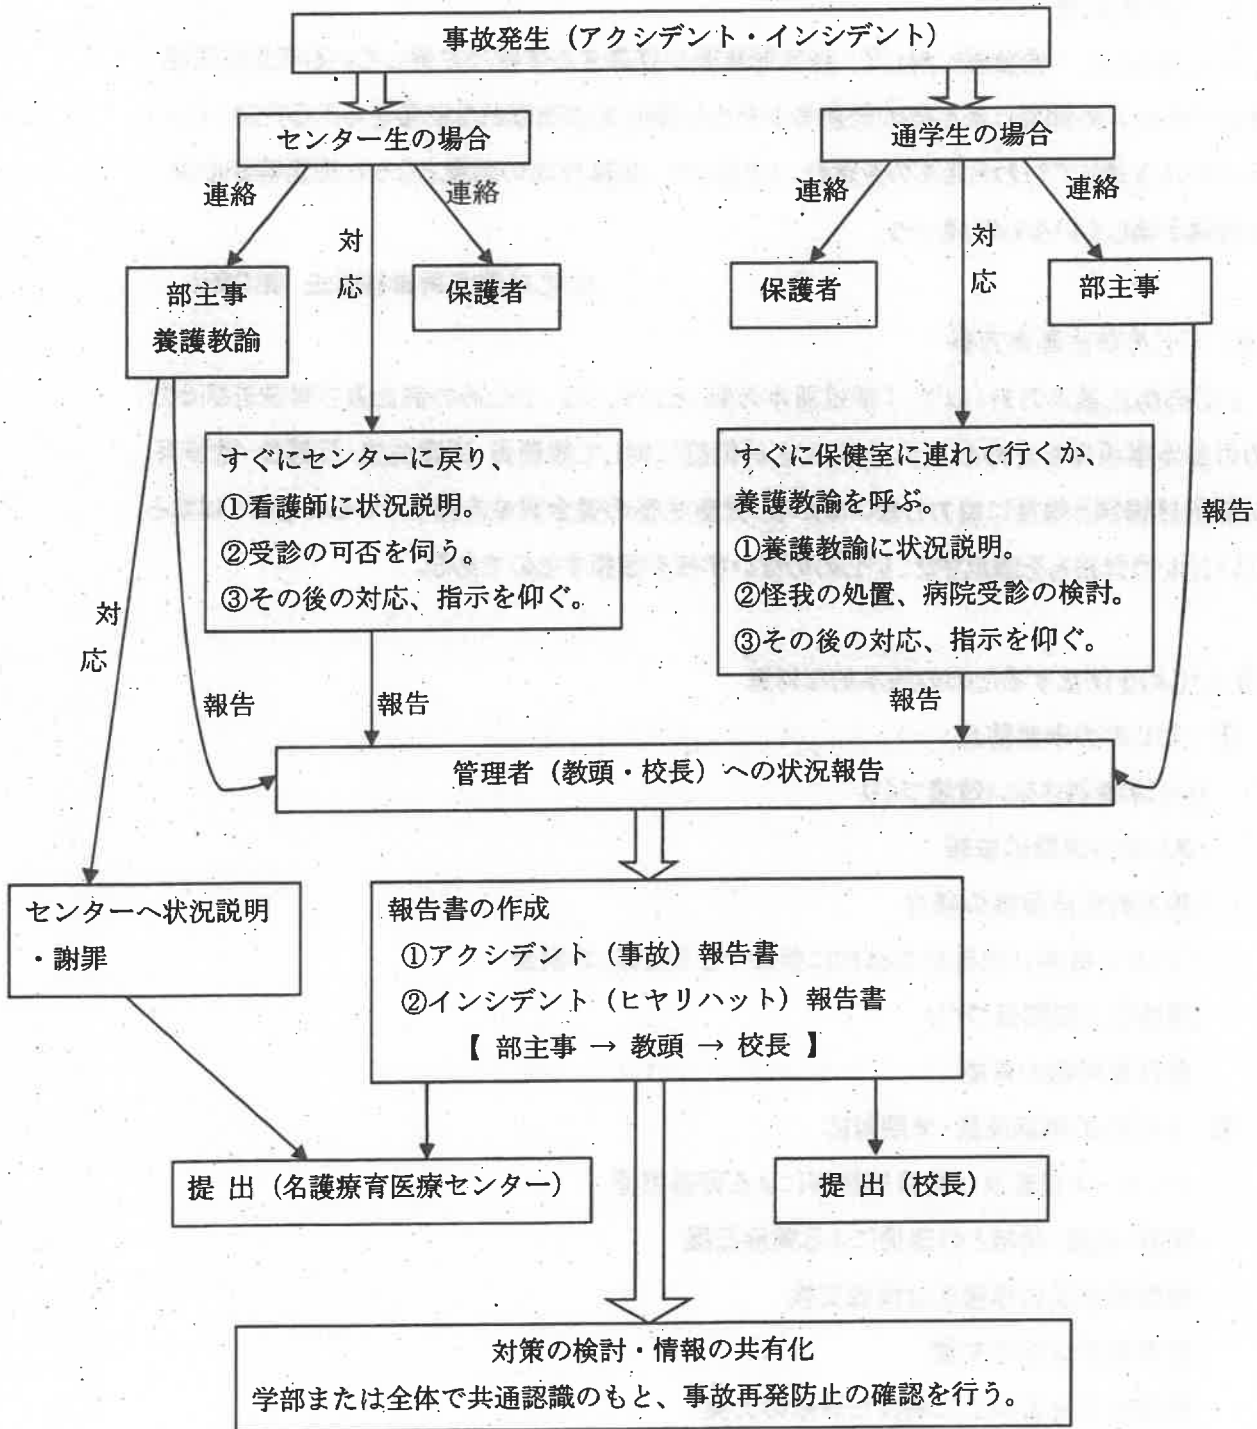 事故発生（アクシデント・インシデント）
センター生の場合
通学生の場合
連絡
連絡
連絡
連絡
対
応
対
応
部主事
養護教諭
保護者
保護者
部主事
すぐにセンターに戻り、
①看護師に状況説明。
②受診の可否を伺う。
③その後の対応、指示を仰ぐ。
すぐに保健室に連れて行くか、
養護教諭を呼ぶ。
①養護教諭に状況説明。
②怪我の処置、病院受診の検討。
③その後の対応、指示を仰ぐ。
報告
対
応
報告
報告
報告
管理者（教頭・校長）への状況報告
センターへ状況説明
・謝罪
報告書の作成
①アクシデント（事故）報告書
②インシデント（ヒヤリハット）報告書
【 部主事 → 教頭 → 校長 】
提 出（名護療育医療センター）
提 出（校長）
対策の検討・情報の共有化
学部または全体で共通認識のもと、事故再発防止の確認を行う。